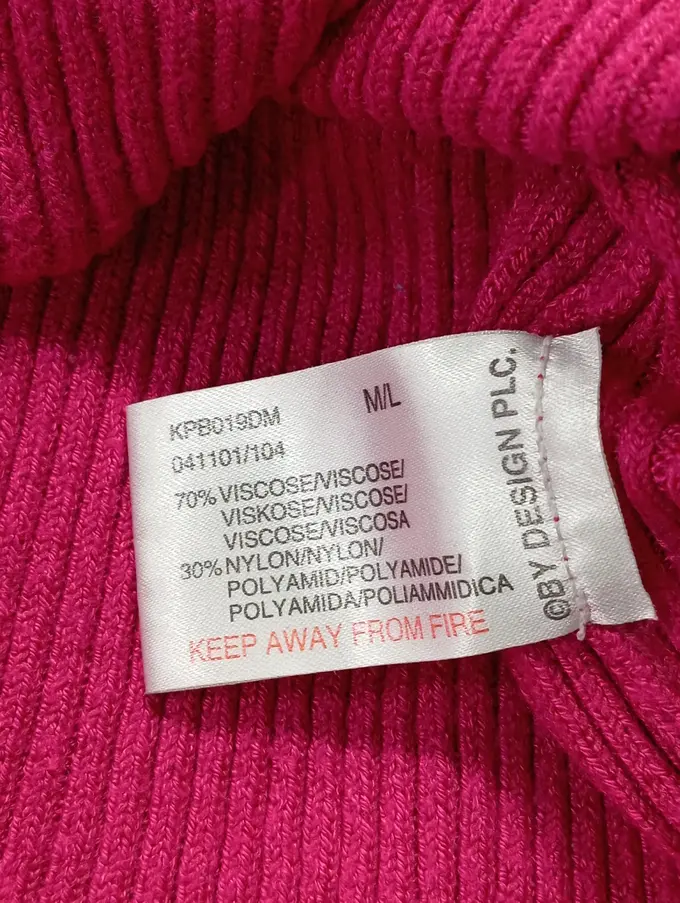 KPB019DM
M/L
041101/104
70% VISCOSE/VISCOSE/
VISKOSE/VISCOSE/
VISCOSE/VISCOSA
30% NYLON/NYLON/
POLYAMID/POLYAMIDE/
POLYAMIDA/POLIAMMIDICA
KEEP AWAY FROM FIRE
©BY DESIGN PLC.